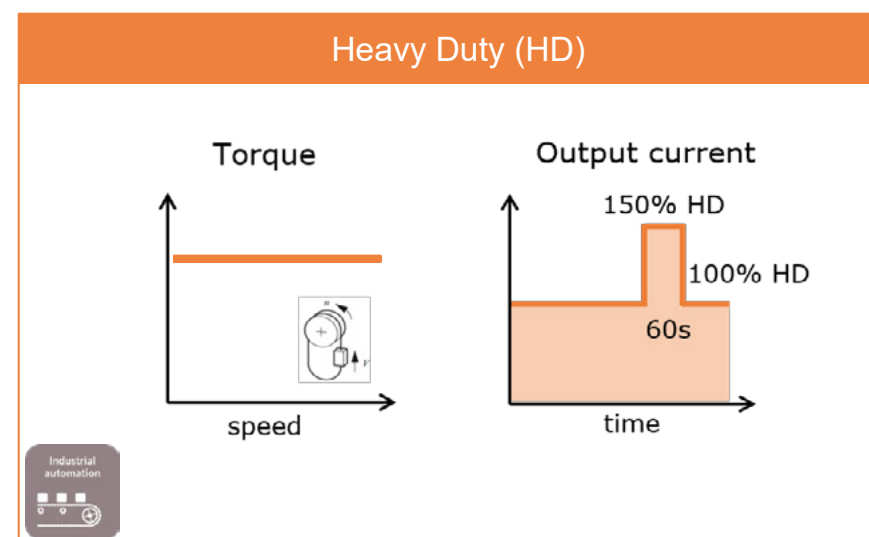 Heavy Duty (HD)
Torque
Output current
150% HD
100% HD
60s
n
v
speed
time
Industrial
automation